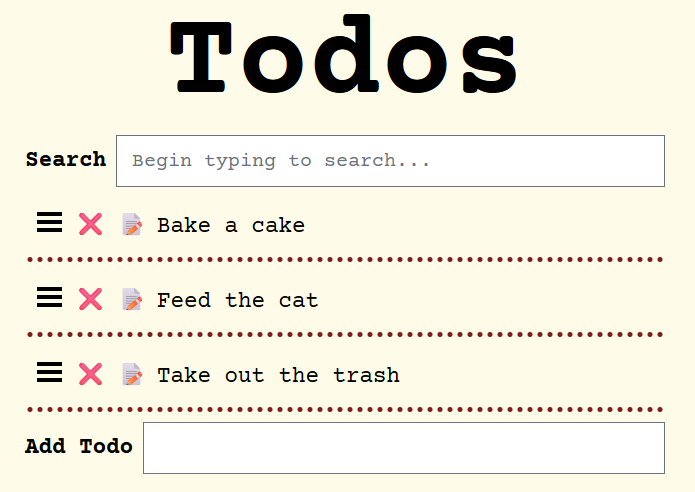 Todos
Search Begin typing to search...
Bake a cake
Feed the cat
Take out the trash
Add Todo